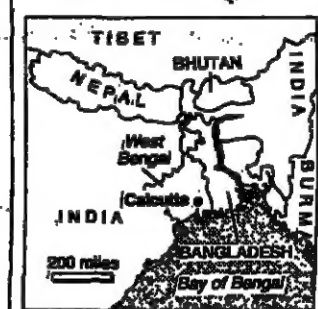 TIBET
BHUTAN
NEPAL
INDIA
West
Bengal
Calcutta
BURMA
INDIA
BANGLADESH
200 miles
Bay of Bengal